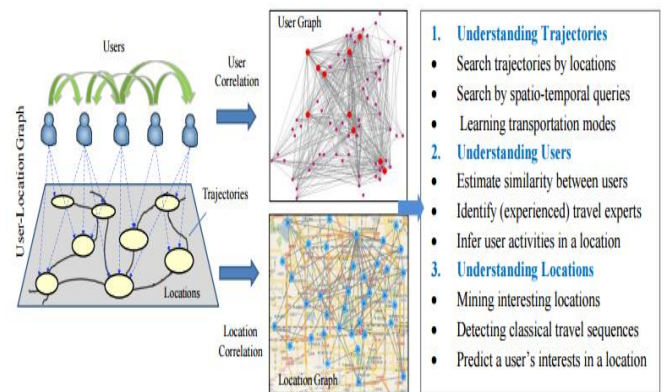 Users
User-Location Graph
Trajectories
Locations
User
Correlation
Location
Correlation
User Graph
Location Graph
1. Understanding Trajectories
• Search trajectories by locations
• Search by spatio-temporal queries
• Learning transportation modes
2. Understanding Users
• Estimate similarity between users
• Identify (experienced) travel experts
• Infer user activities in a location
3. Understanding Locations
• Mining interesting locations
• Detecting classical travel sequences
• Predict a user's interests in a location